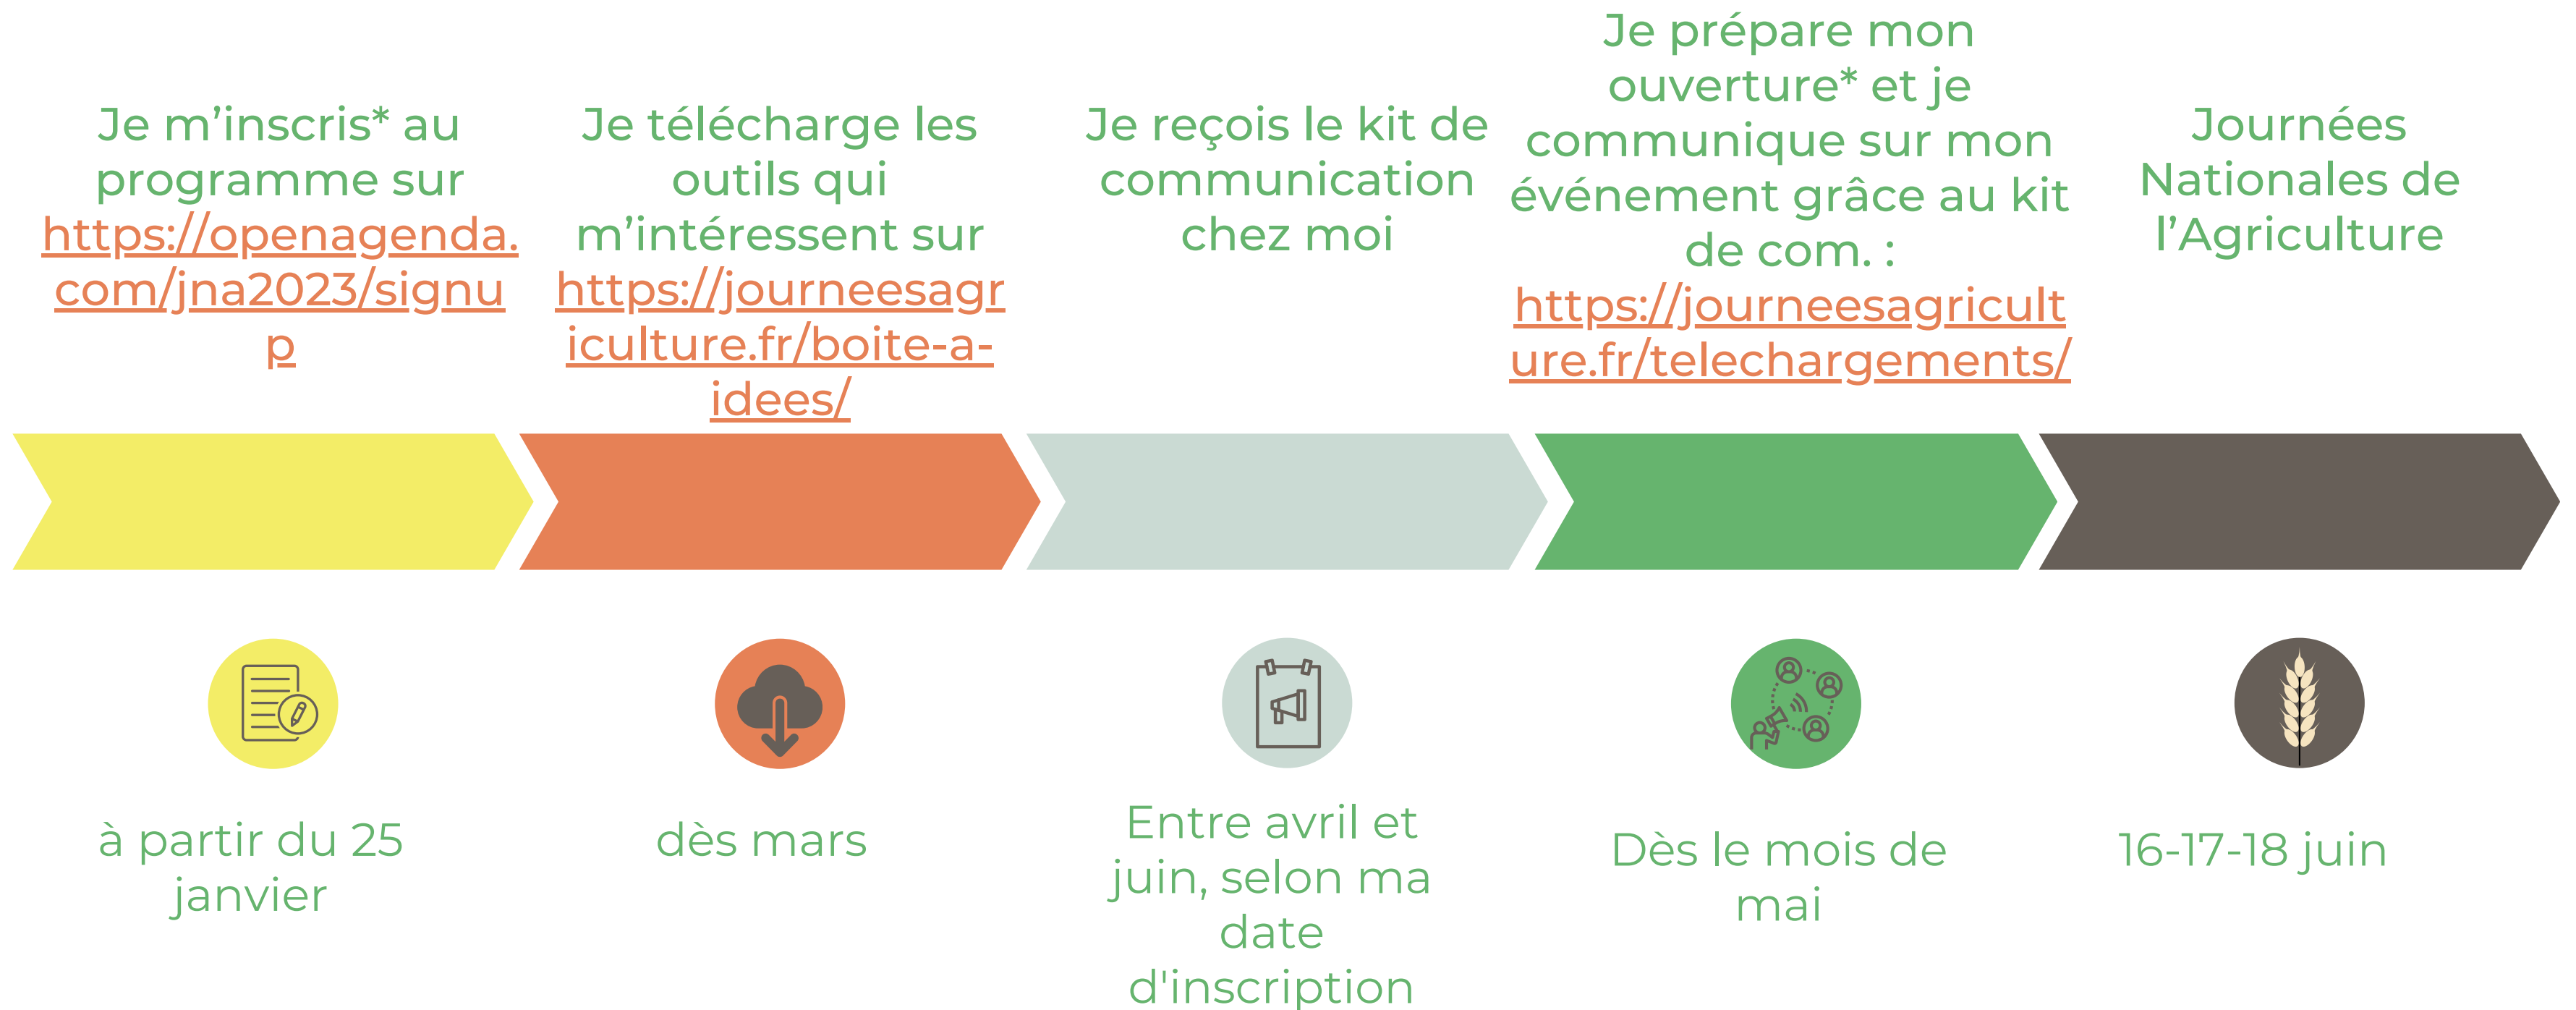 Je m’inscris* au
programme sur
https://openagenda.
com/jna2023/signu
p
Je télécharge les
outils qui
m’intéressent sur
https://journeesagr
iculture.fr/boite-a-
idees/
Je reçois le kit de
communication
chez moi
Je prépare mon
ouverture* et je
communique sur mon
événement grâce au kit
de com. :
https://journeesagricult
ure.fr/telechargements/
Journées
Nationales de
l’Agriculture
à partir du 25
janvier
dès mars
Entre avril et
juin, selon ma
date
d'inscription
Dès le mois de
mai
16-17-18 juin